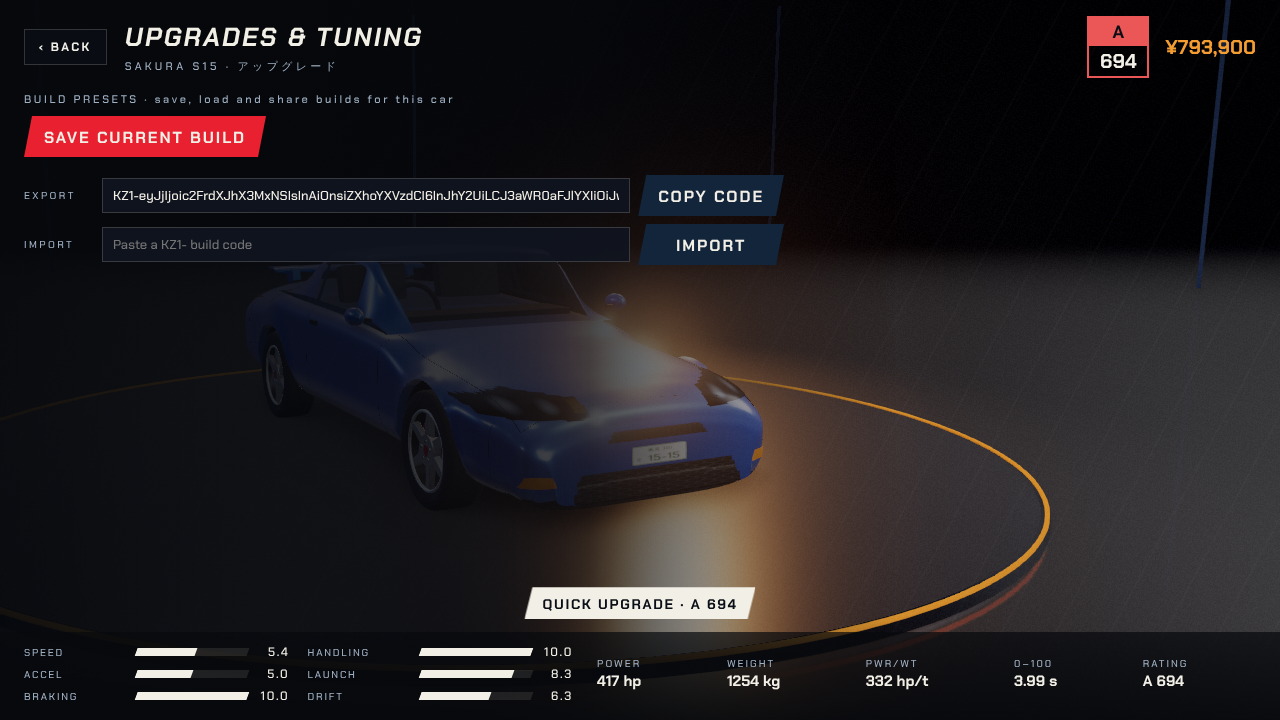 ‹ BACK
UPGRADES & TUNING
SAKURA S15 · アップグレード
A
694
¥793,900
BUILD PRESETS · save, load and share builds for this car
SAVE CURRENT BUILD
EXPORT
COPY CODE
IMPORT
Paste a KZ1- build code
IMPORT
15-15
QUICK UPGRADE · A 694
SPEED 5.4
ACCEL 5.0
BRAKING 10.0
HANDLING 10.0
LAUNCH 8.3
DRIFT 6.3
POWER
417 hp
WEIGHT
1254 kg
PWR/WT
332 hp/t
0–100
3.99 s
RATING
A 694